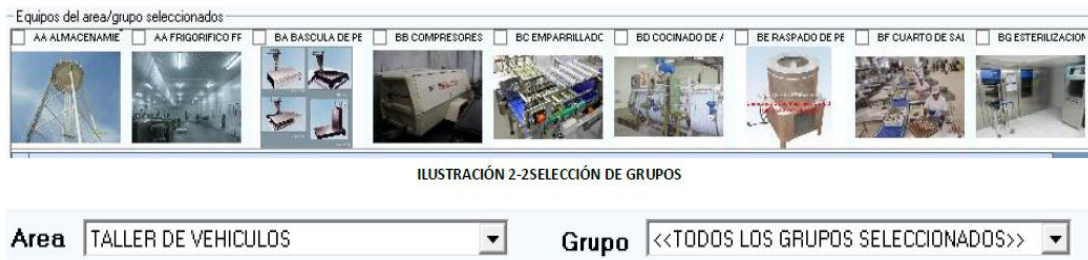 Equipos del area/grupo seleccionados
AA ALMACENAMIE AA FRIGORIFICO FF BA BASCULA DE PE BB COMPRESORES BC EMPARRILLADC BD COCINADO DE / BE RASPADO DE PE BF CUARTO DE SAL BG ESTERILIZACION
ILUSTRACIÓN 2-2SELECCIÓN DE GRUPOS
Area TALLER DE VEHICULOS Grupo <<TODOS LOS GRUPOS SELECCIONADOS>>